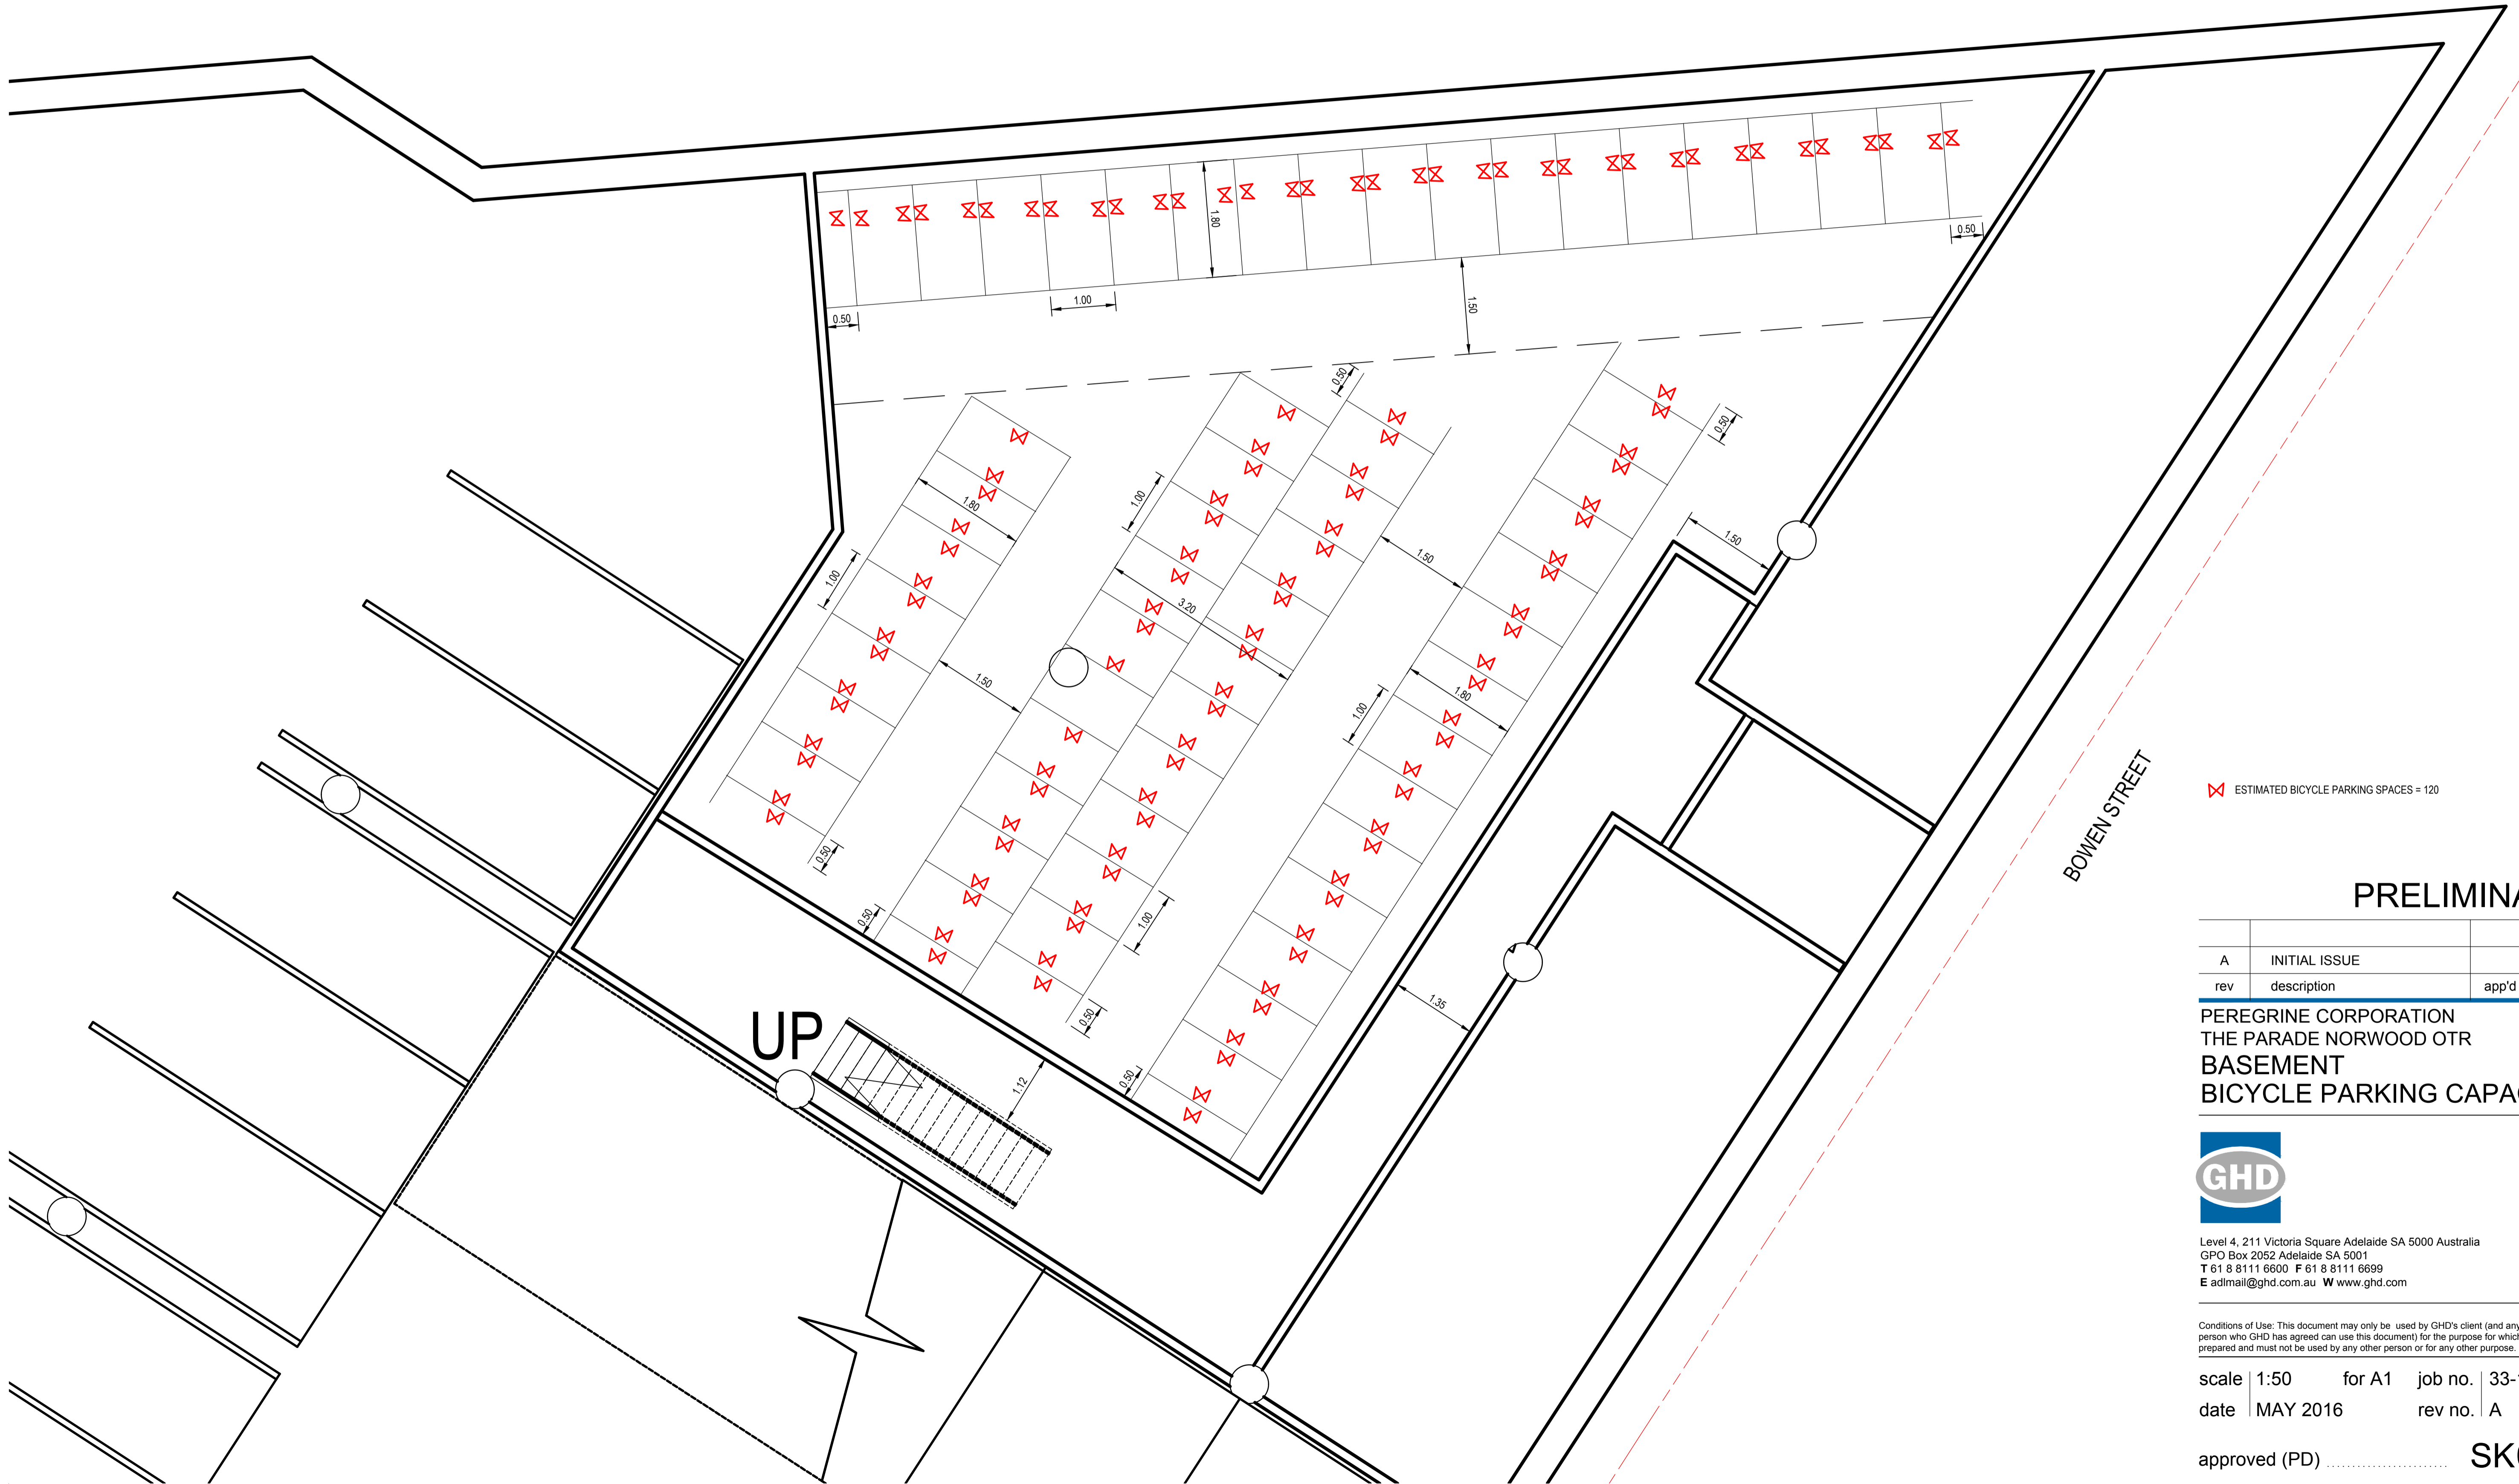 1.80
0.50
0.50
1.00
1.50
0.50
0.50
1.80
1.00
1.00
1.50
1.50
3.20
1.50
1.80
1.00
0.50
0.50
1.00
0.50
0.50
1.35
1.12
UP
BOWEN STREET
ESTIMATED BICYCLE PARKING SPACES = 120
PRELIMINA
A INITIAL ISSUE
rev description app'd
PEREGRINE CORPORATION
THE PARADE NORWOOD OTR
BASEMENT
BICYCLE PARKING CAPA
GHD
Level 4, 211 Victoria Square Adelaide SA 5000 Australia
GPO Box 2052 Adelaide SA 5001
T 61 8 8111 6600 F 61 8 8111 6699
E adlmail@ghd.com.au W www.ghd.com
Conditions of Use: This document may only be used by GHD's client (and any
person who GHD has agreed can use this document) for the purpose for which
prepared and must not be used by any other person or for any other purpose.
scale 1:50 for A1 job no. 33-
date MAY 2016 rev no. A
approved (PD) ........................ SK